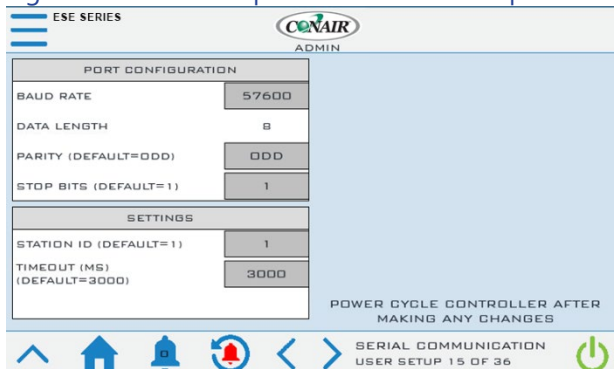 ESE SERIES
CONAIR
ADMIN
PORT CONFIGURATION
BAUD RATE 57600
DATA LENGTH 8
PARITY (DEFAULT=ODD) ODD
STOP BITS (DEFAULT=1) 1
SETTINGS
STATION ID (DEFAULT=1) 1
TIMEOUT (MS)
(DEFAULT=3000) 3000
POWER CYCLE CONTROLLER AFTER
MAKING ANY CHANGES
0
SERIAL COMMUNICATION
USER SETUP 15 OF 36